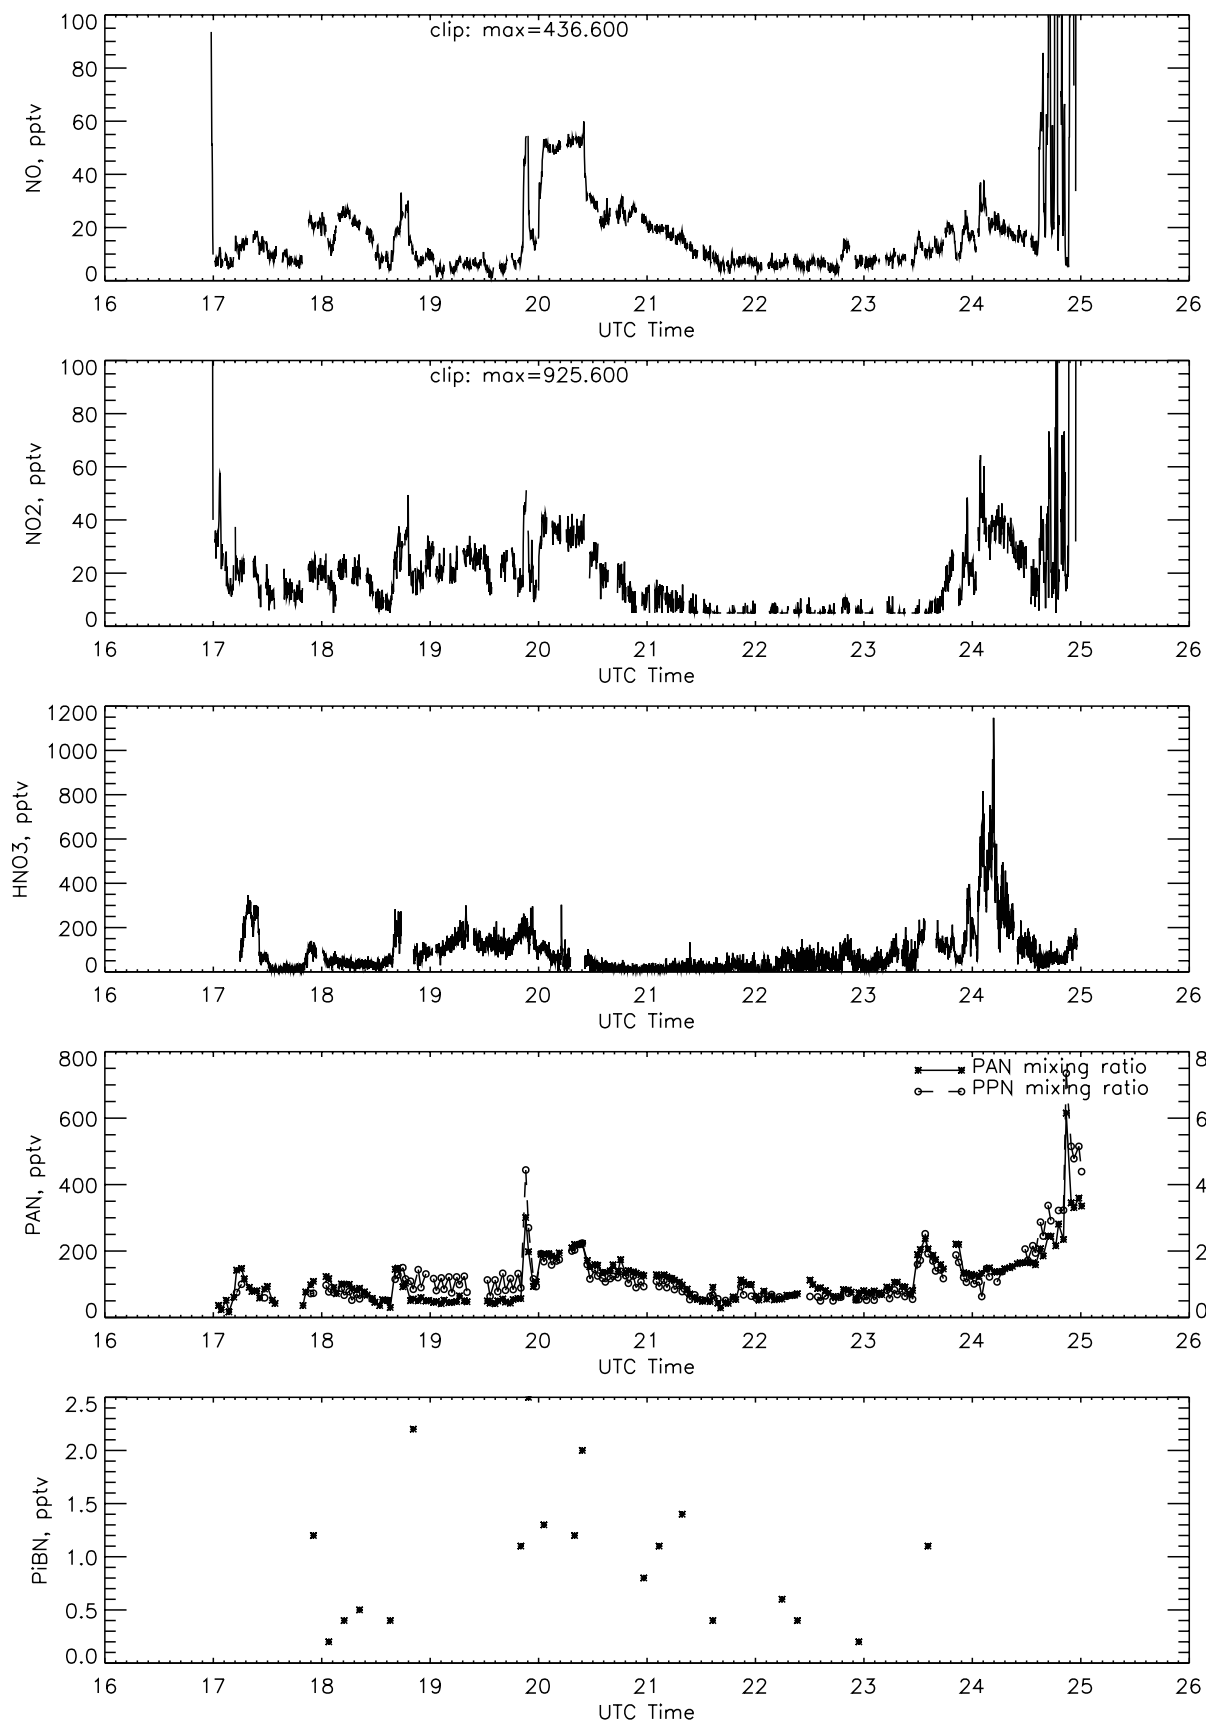 clip: max=436.600
100
80
60
40
20
0
NO, pptv
16 17 18 19 20 21 22 23 24 25 26
UTC Time
clip: max=925.600
100
80
60
40
20
0
NO2, pptv
16 17 18 19 20 21 22 23 24 25 26
UTC Time
1200
1000
800
600
400
200
0
HNO3, pptv
16 17 18 19 20 21 22 23 24 25 26
UTC Time
PAN mixing ratio
PPN mixing ratio
800 8
600 6
400 4
200 2
0 0
PAN, pptv
16 17 18 19 20 21 22 23 24 25 26
UTC Time
2.5
2.0
1.5
1.0
0.5
0.0
PiBN, pptv
16 17 18 19 20 21 22 23 24 25 26
UTC Time